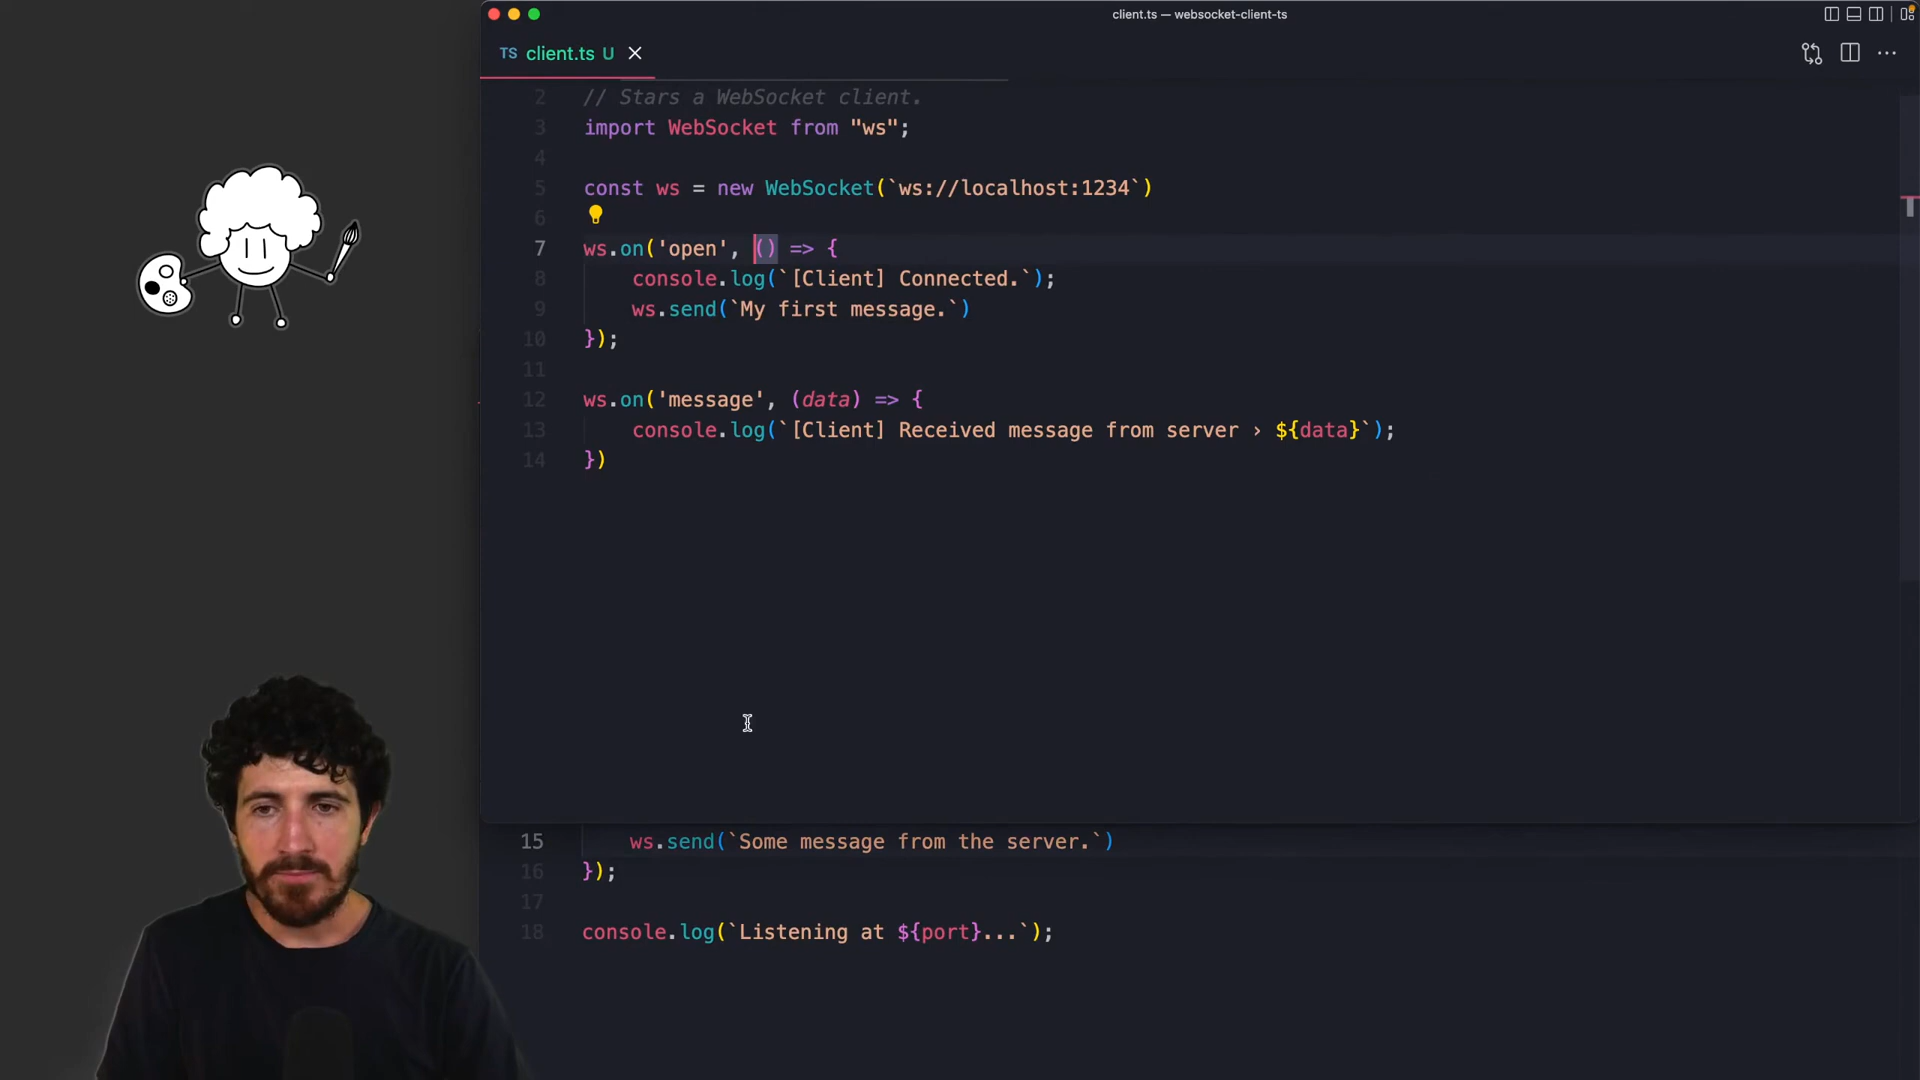 client.ts — websocket-client-ts
TS client.ts U
2 // Stars a WebSocket client.
3 import WebSocket from "ws";
4
5 const ws = new WebSocket(`ws://localhost:1234`)
6
7 ws.on('open', () => {
8 console.log(`[Client] Connected.`);
9 ws.send(`My first message.`)
10 });
11
12 ws.on('message', (data) => {
13 console.log(`[Client] Received message from server › ${data}`);
14 })
15 ws.send(`Some message from the server.`)
16 });
17
18 console.log(`Listening at ${port}...`);